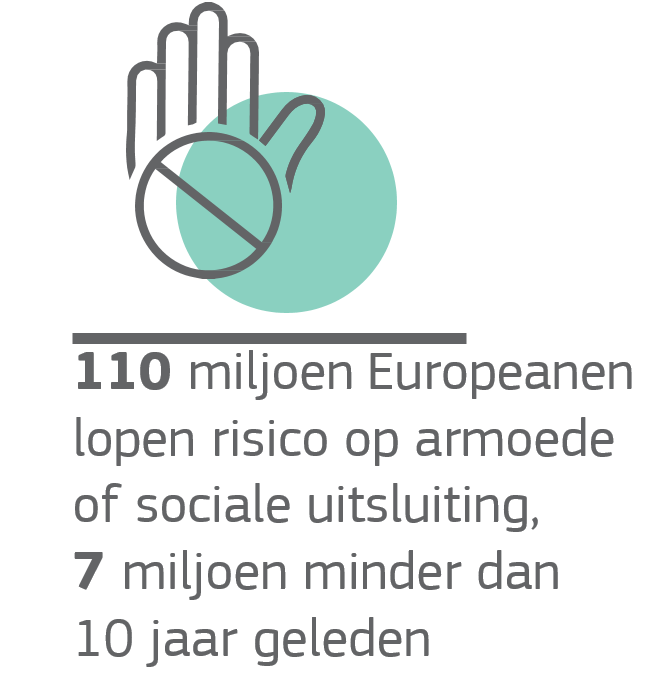 110 miljoen Europeanen
lopen risico op armoede
of sociale uitsluiting,
7 miljoen minder dan
10 jaar geleden